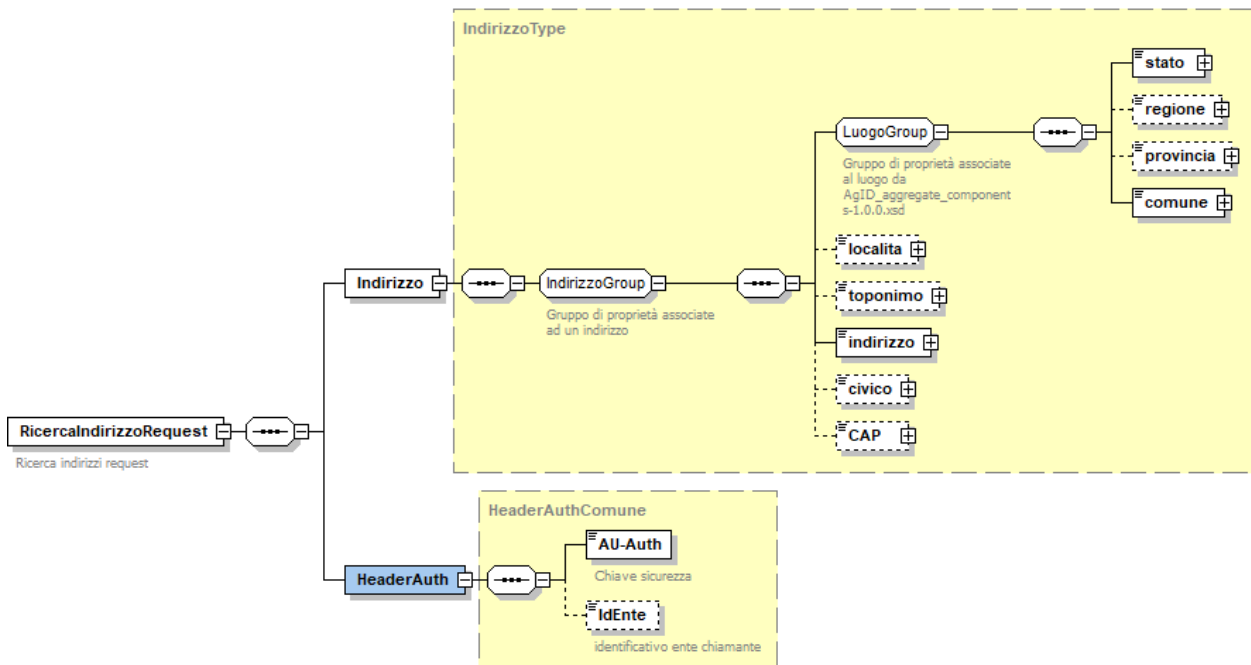 IndirizzoType
stato
regione
LuogoGroup
Gruppo di proprietà associate
al luogo da
AgID_aggregate_component
s-1.0.0.xsd
provincia
comune
localita
Indirizzo
IndirizzoGroup
Gruppo di proprietà associate
ad un indirizzo
toponimo
indirizzo
civico
CAP
RicercaIndirizzoRequest
Ricerca indirizzi request
HeaderAuthComune
AU-Auth
Chiave sicurezza
HeaderAuth
IdEnte
identificativo ente chiamante